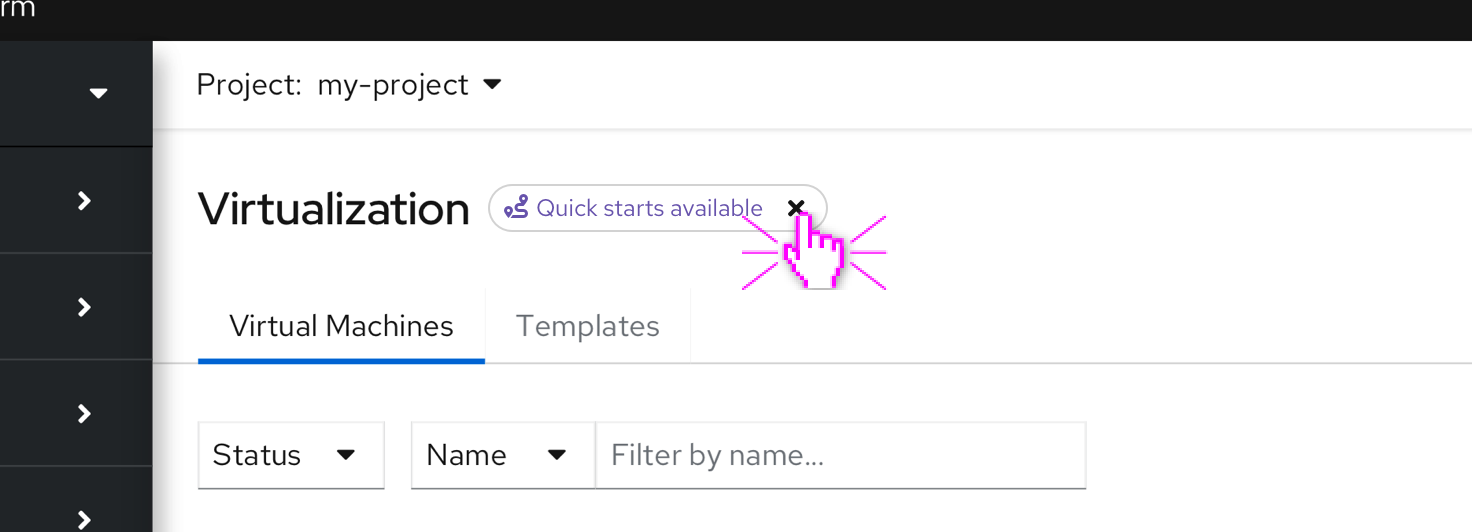 rm
Project: my-project
Virtualization
Quick starts available
Virtual Machines
Templates
Status
Name
Filter by name...